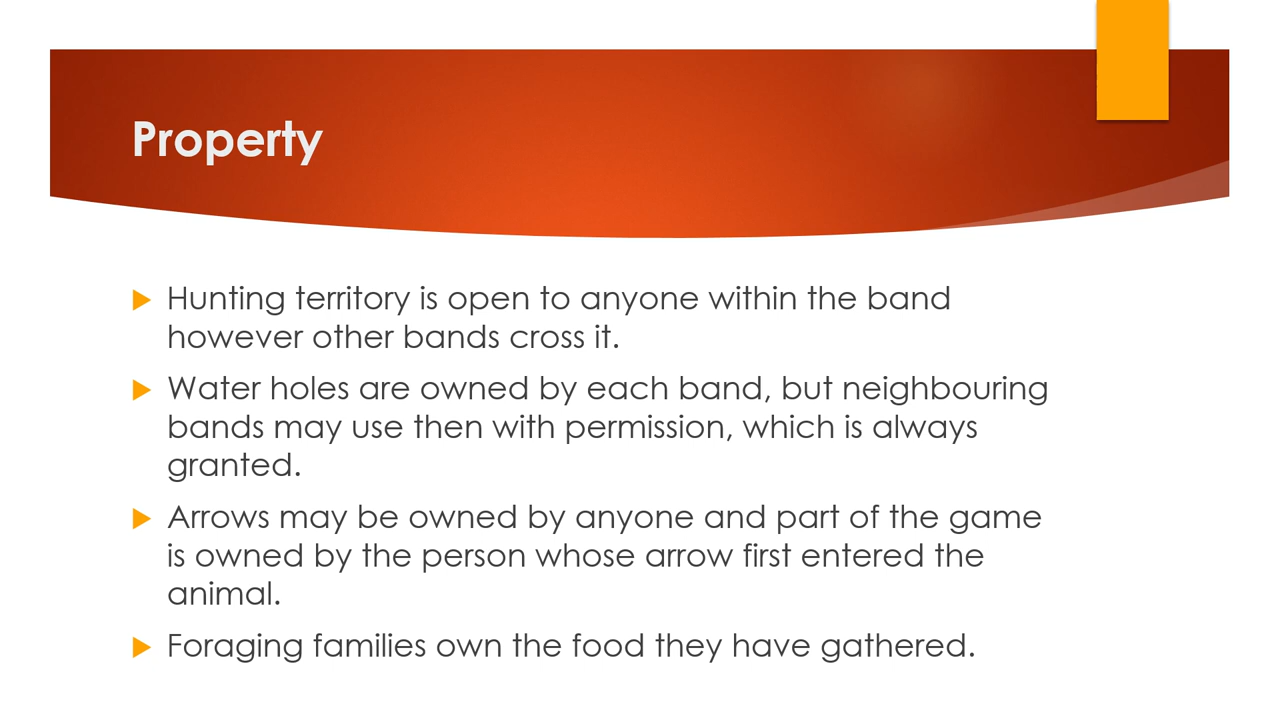 Property
Hunting territory is open to anyone within the band
however other bands cross it.
Water holes are owned by each band, but neighbouring
bands may use then with permission, which is always
granted.
Arrows may be owned by anyone and part of the game
is owned by the person whose arrow first entered the
animal.
Foraging families own the food they have gathered.